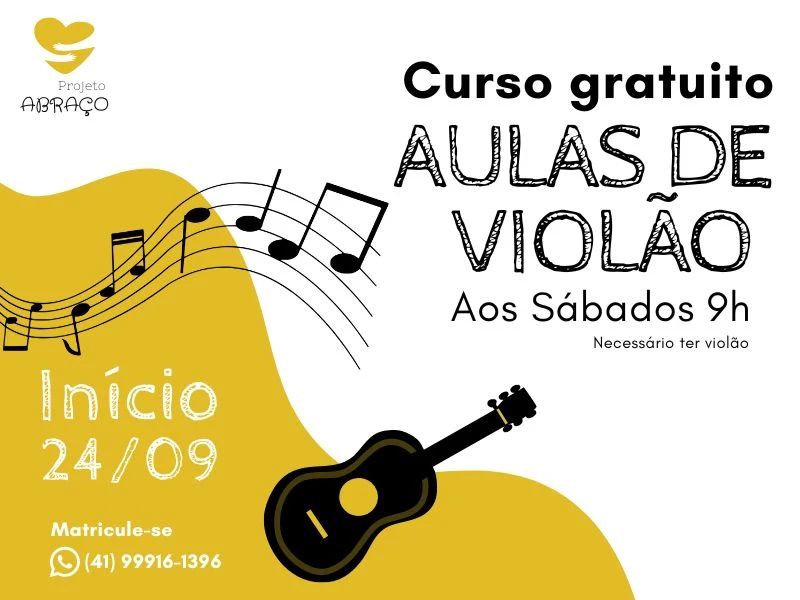 Projeto
ABRAÇO
Curso gratuito
AULAS DE
VIOLÃO
Aos Sábados 9h
Necessário ter violão
Início
24/09
Matricule-se
(41) 99916-1396